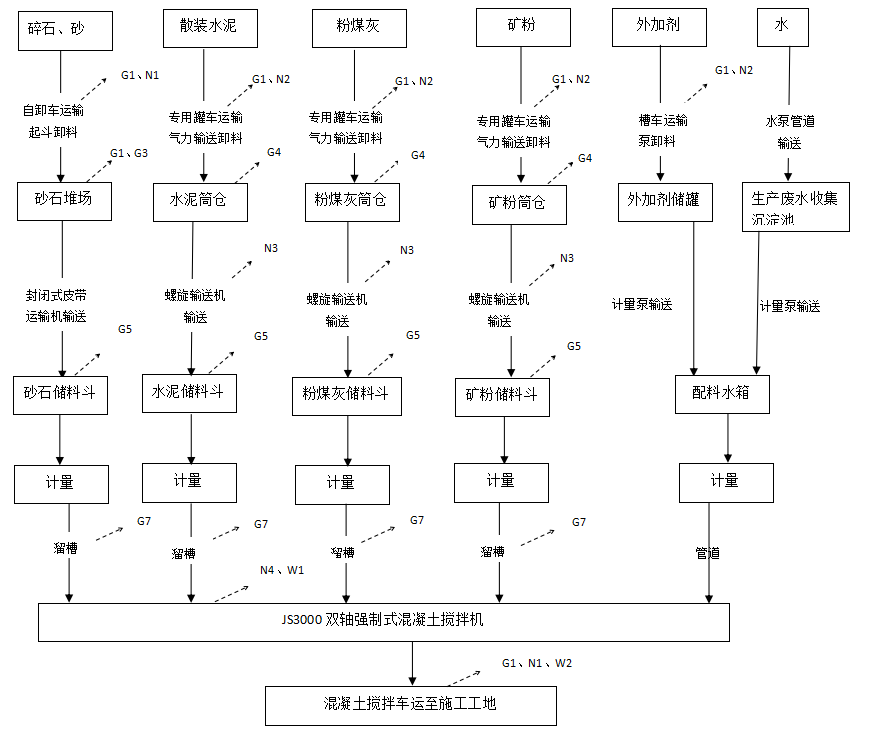 碎石、砂
散装水泥
粉煤灰
矿粉
外加剂
水
G1、N1
G1、N2
G1、N2
G1、N2
G1、N2
自卸车运输
起斗卸料
专用罐车运输
气力输送卸料
专用罐车运输
气力输送卸料
专用罐车运输
气力输送卸料
槽车运输
泵卸料
水泵管道
输送
G1、G3
G4
G4
G4
砂石堆场
水泥筒仓
粉煤灰筒仓
矿粉筒仓
外加剂储罐
生产废水收集
沉淀池
N3
N3
N3
封闭式皮带
运输机输送
螺旋输送机
输送
螺旋输送机
输送
螺旋输送机
输送
计量泵输送
计量泵输送
G5
G5
G5
G5
砂石储料斗
水泥储料斗
粉煤灰储料斗
矿粉储料斗
配料水箱
计量
计量
计量
计量
计量
G7
G7
G7
G7
溜槽
溜槽
溜槽
溜槽
管道
N4、W1
JS3000 双轴强制式混凝土搅拌机
G1、N1、W2
混凝土搅拌车运至施工工地